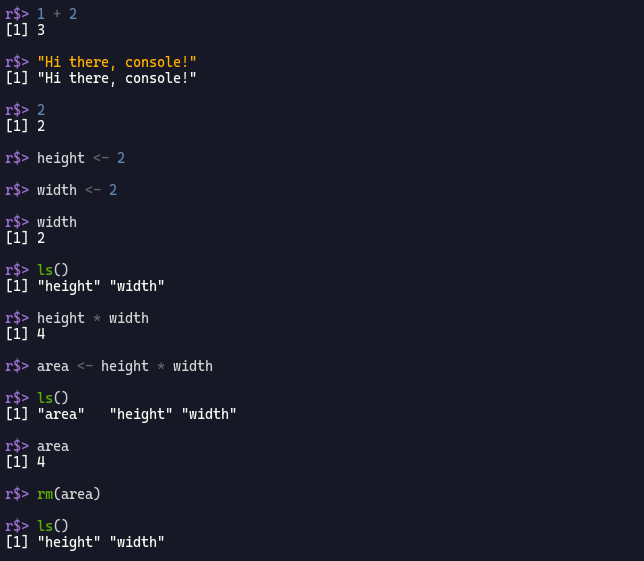 r$> 1 + 2
[1] 3
r$> "Hi there, console!"
[1] "Hi there, console!"
r$> 2
[1] 2
r$> height <- 2
r$> width <- 2
r$> width
[1] 2
r$> ls()
[1] "height" "width"
r$> height * width
[1] 4
r$> area <- height * width
r$> ls()
[1] "area"   "height" "width"
r$> area
[1] 4
r$> rm(area)
r$> ls()
[1] "height" "width"